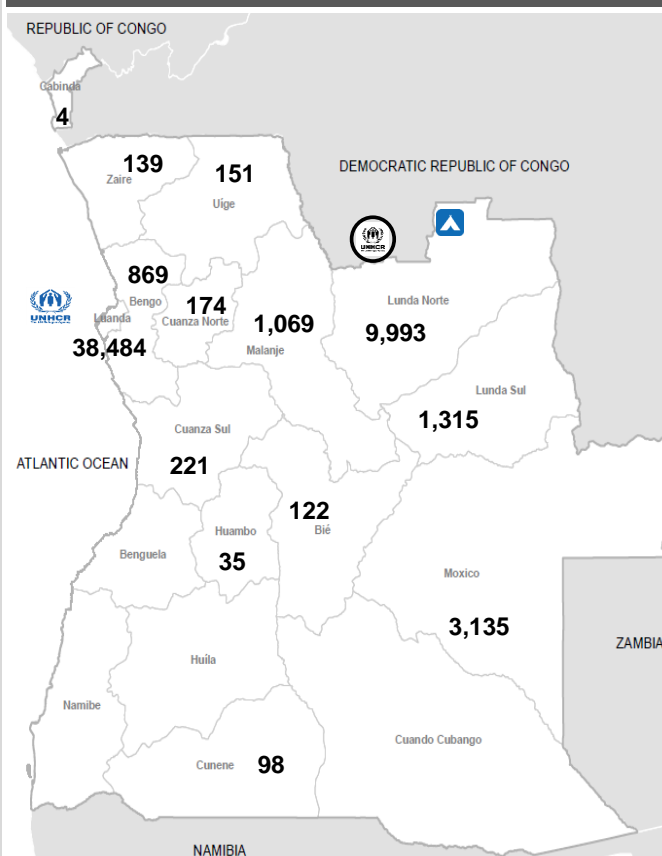 REPUBLIC OF CONGO
Cabinda
4
139
Zaire
151
Uige
DEMOCRATIC REPUBLIC OF CONGO
UNHCR
869
Bengo
174
Cuanza Norte
UNHCR
Luanda
38,484
1,069
Malanje
Lunda Norte
9,993
Lunda Sul
1,315
Cuanza Sul
221
ATLANTIC OCEAN
122
Bié
Huambo
35
Benguela
Moxico
3,135
ZAMBIA
Huíla
Namibe
Cuando Cubango
Cunene 98
NAMIBIA